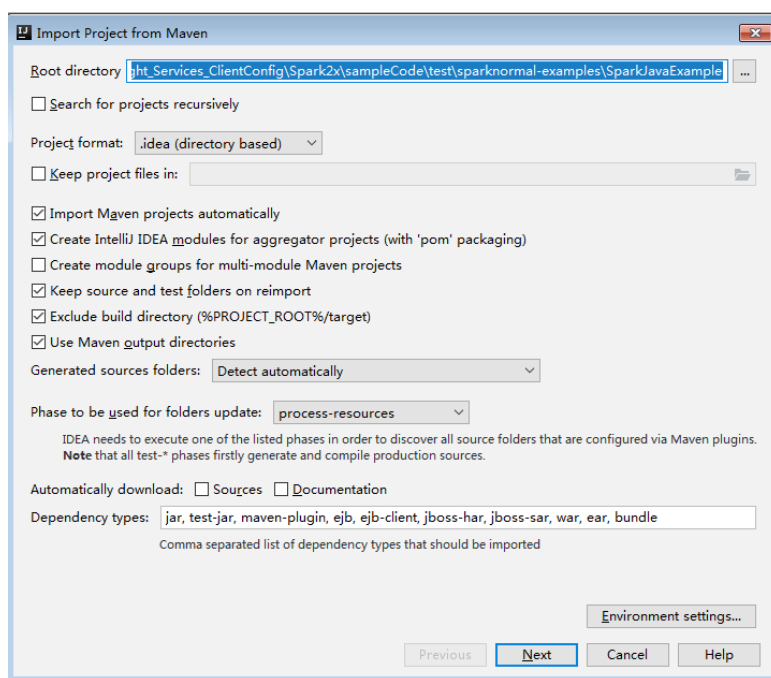 Import Project from Maven
Root directory ght_Services_ClientConfig\Spark2x\sampleCode\test\sparknormal-examples\SparkJavaExample ...
Search for projects recursively
Project format: .idea (directory based)
Keep project files in:
Import Maven projects automatically
Create IntelliJ IDEA modules for aggregator projects (with 'pom' packaging)
Create module groups for multi-module Maven projects
Keep source and test folders on reimport
Exclude build directory (%PROJECT_ROOT%/target)
Use Maven output directories
Generated sources folders: Detect automatically
Phase to be used for folders update: process-resources
IDEA needs to execute one of the listed phases in order to discover all source folders that are configured via Maven plugins.
Note that all test-* phases firstly generate and compile production sources.
Automatically download: Sources Documentation
Dependency types: jar, test-jar, maven-plugin, ejb, ejb-client, jboss-har, jboss-sar, war, ear, bundle
Comma separated list of dependency types that should be imported
Environment settings...
Previous Next Cancel Help